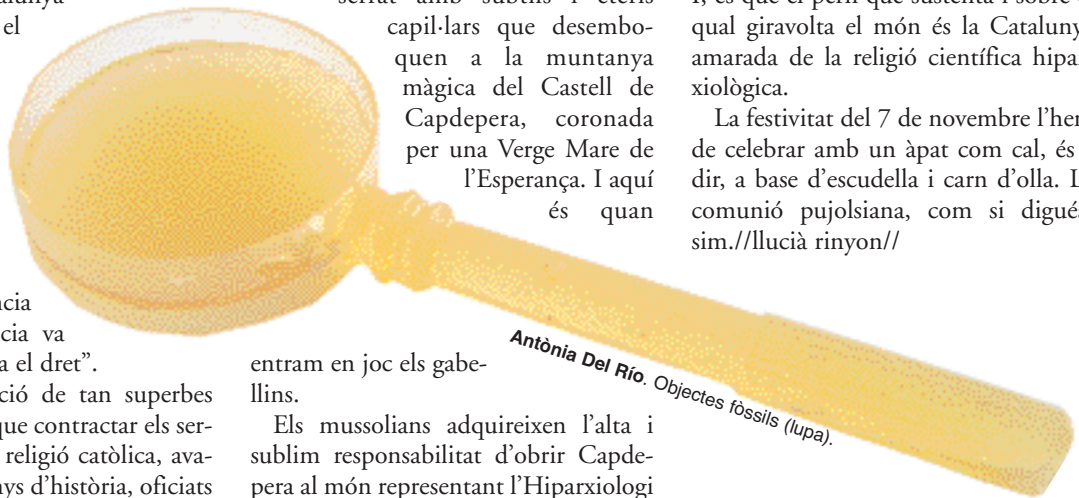 alunya
el
ncia
cia va
a el dret”.
ció de tan superbes
que contractar els ser-
religió catòlica, ava-
nys d’història, oficiats
serrat amb subtils i eteris
capil·lars que desembo-
quen a la muntanya
màgica del Castell de
Capdepera, coronada
per una Verge Mare de
l’Esperança. I aquí
és quan
entram en joc els gabe-
llins.
Els mussolians adquireixen l’alta i
sublim responsabilitat d’obrir Capde-
pera al món representant l’Hiparxiologi
I, és que el pern que sustenta i sobre
qual giravolta el món és la Cataluny
amarada de la religió científica hipar
xiològica.
La festivitat del 7 de novembre l’hem
de celebrar amb un àpat com cal, és
dir, a base d’escudella i carn d’olla. L
comunió pujolsiana, com si digués
sim.//llucià rinyon//
Antònia Del Río. Objectes fòssils (lupa).